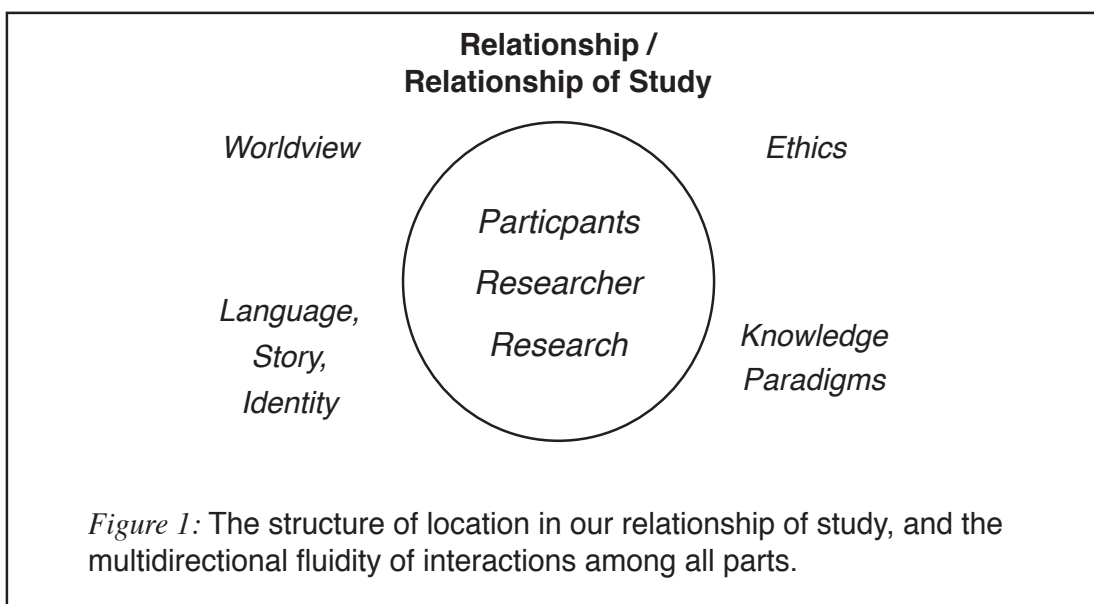 Relationship /
Relationship of Study
Worldview
Ethics
Particpants
Researcher
Research
Language,
Story,
Identity
Knowledge
Paradigms
Figure 1: The structure of location in our relationship of study, and the
multidirectional fluidity of interactions among all parts.